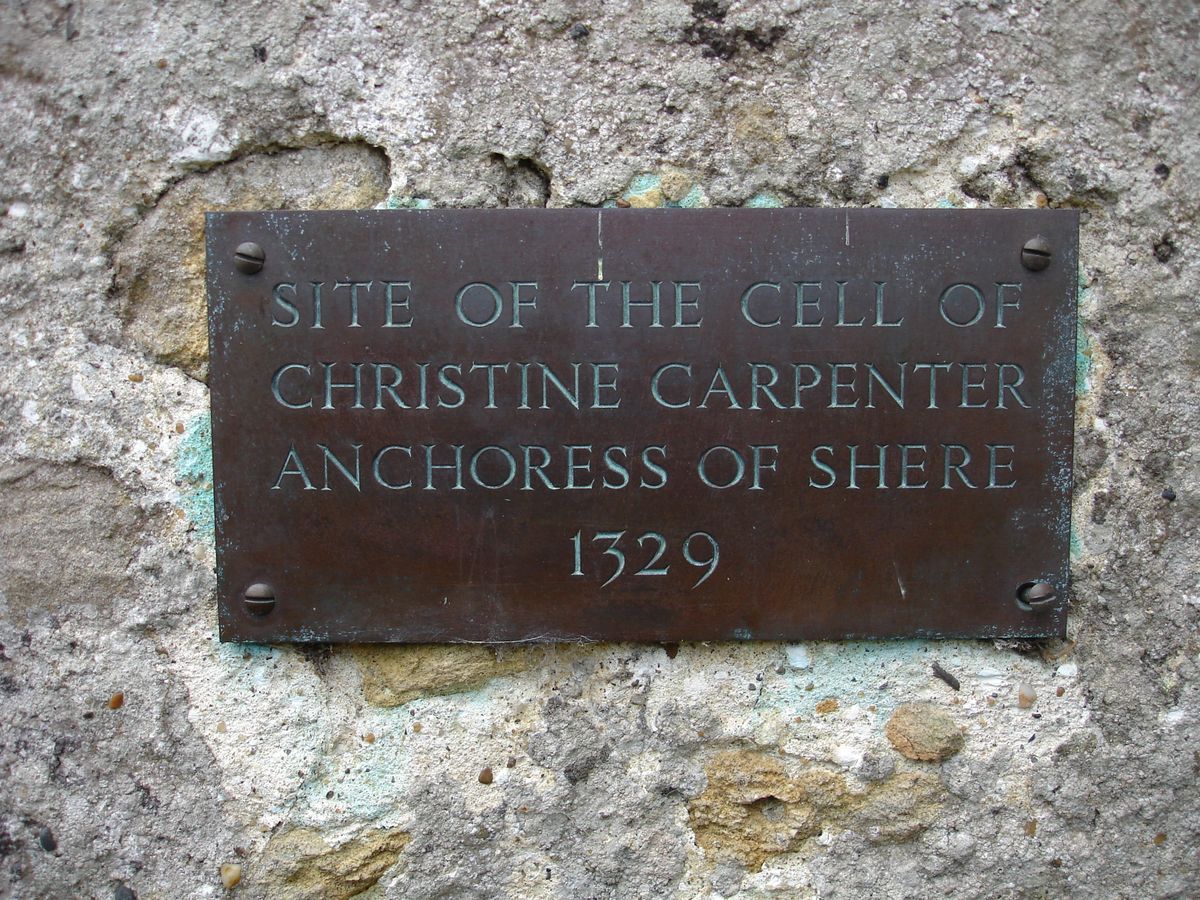 SITE OF THE CELL OF
CHRISTINE CARPENTER
ANCHORESS OF SHERE
1329